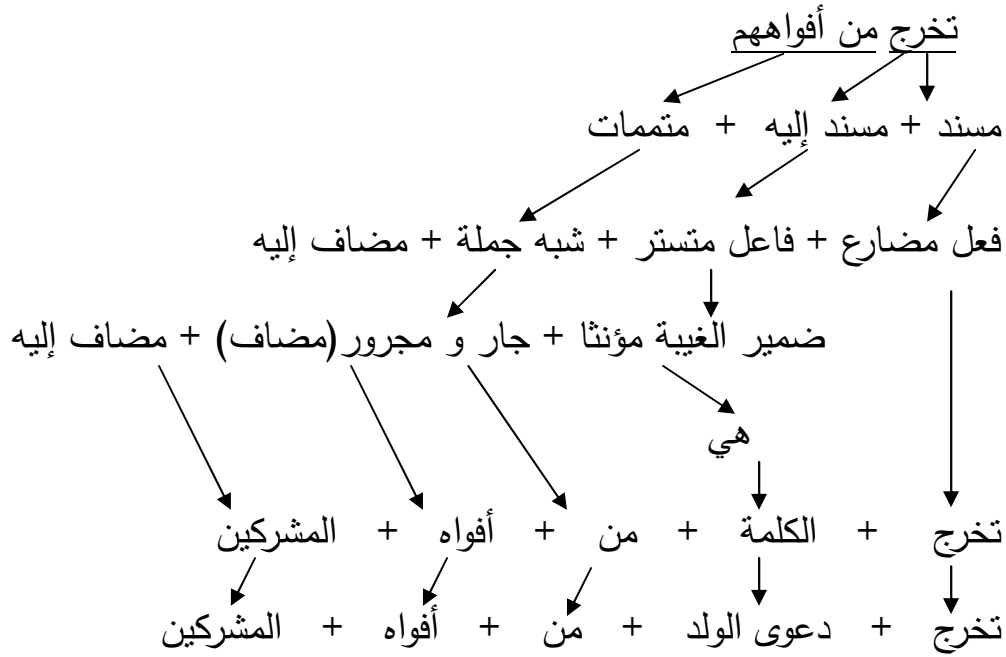 تخرج من أفواههم
مسند + مسند إليه + متممات
فعل مضارع + فاعل متستر + شبه جملة + مضاف إليه
ضمير الغيبة مؤنثا + جار و مجرور(مضاف) + مضاف إليه
هي
تخرج + الكلمة + من + أفواه + المشركين
تخرج + دعوى الولد + من + أفواه + المشركين